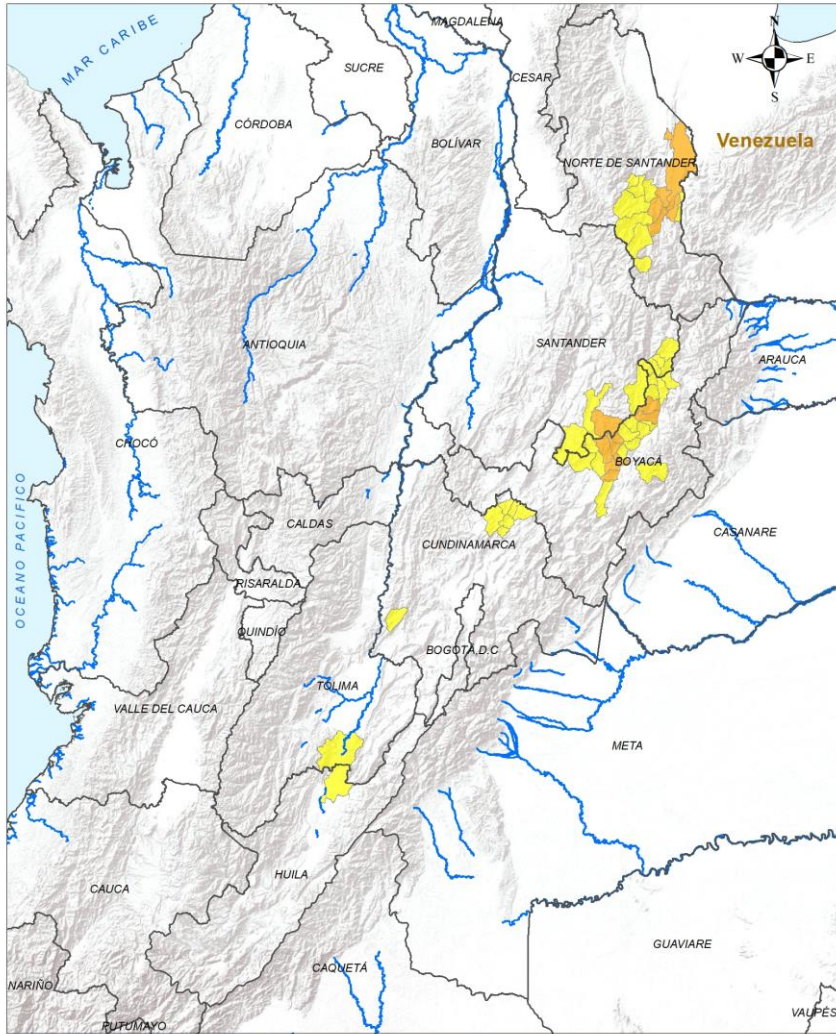 MAGDALENA
MAR CARIBE
SUCRE
CESAR
N
W E
S
CÓRDOBA
BOLÍVAR
Venezuela
NORTE DE SANTANDER
ANTIOQUIA
SANTANDER
ARAUCA
CHOCÓ
BOYACÁ
OCEANO PACIFICO
CALDAS
CUNDINAMARCA
CASANARE
RISARALDA
QUINDÍO
BOGOTÁ, D.C
TOLIMA
VALLE DEL CAUCA
META
HUILA
CAUCA
GUAVIARE
CAQUETÁ
NARIÑO
VAUPÉS
PUTUMAYO